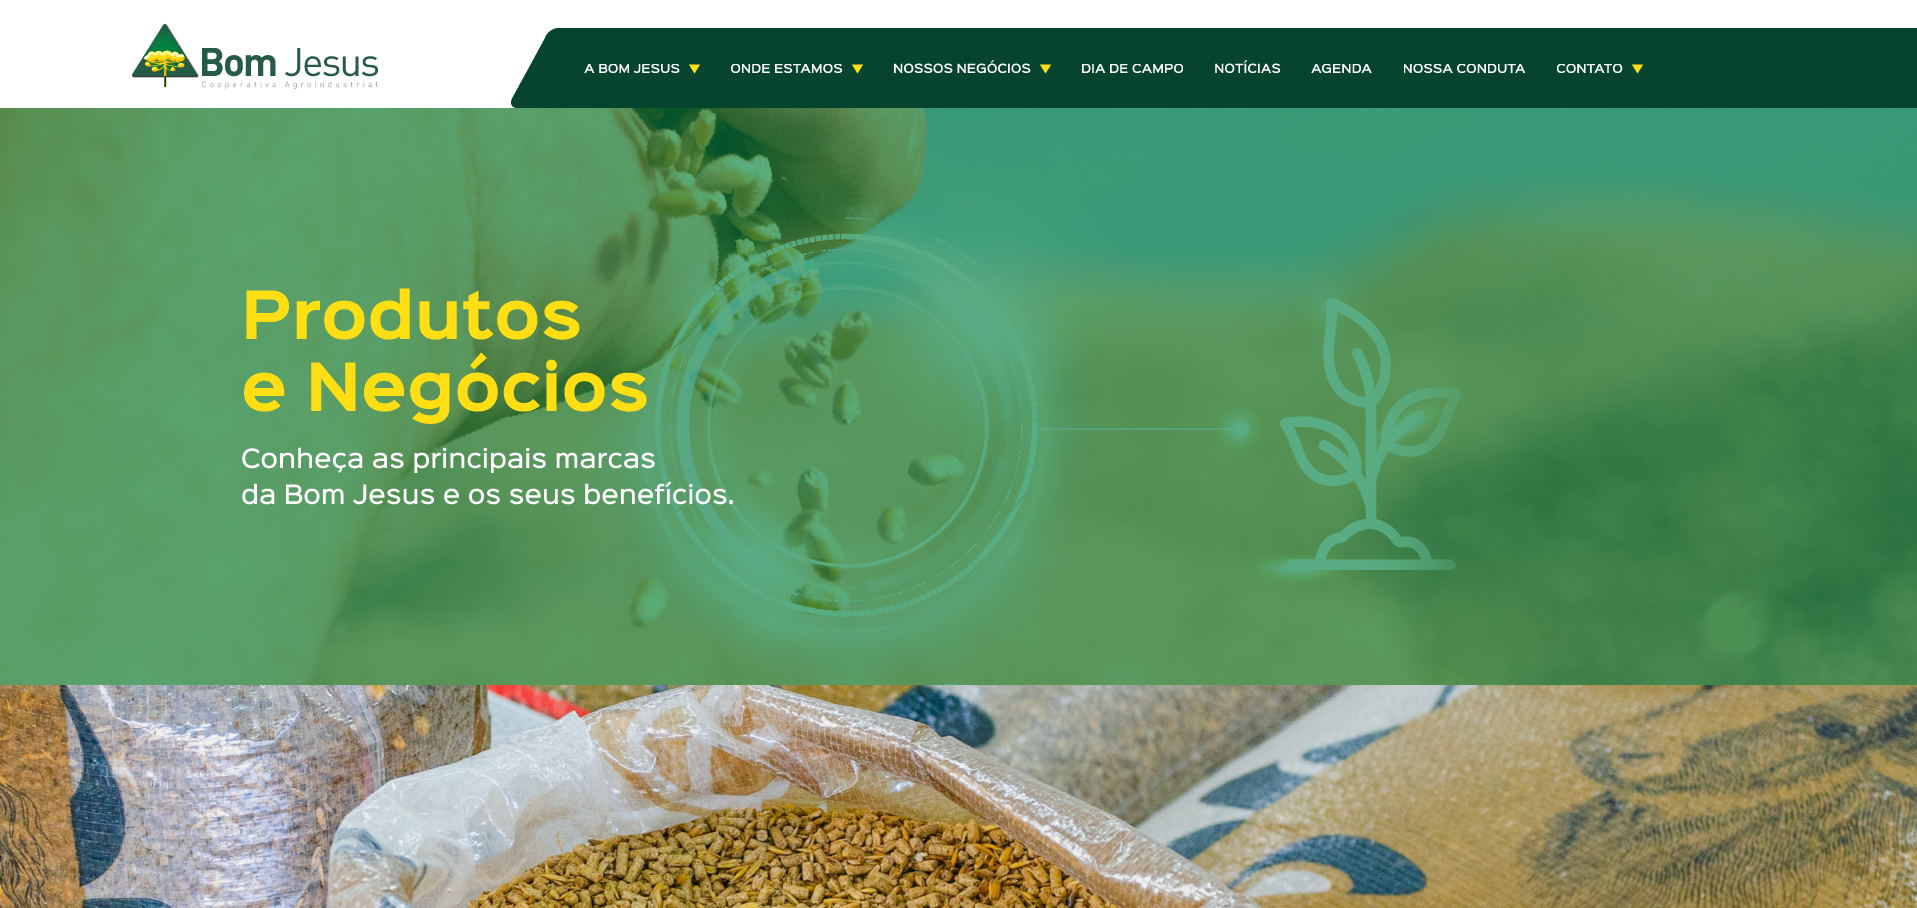 Bom Jesus
Cooperativa Agroindustrial
A BOM JESUS
ONDE ESTAMOS
NOSSOS NEGÓCIOS
DIA DE CAMPO
NOTÍCIAS
AGENDA
NOSSA CONDUTA
CONTATO
Produtos
e Negócios
Conheça as principais marcas
da Bom Jesus e os seus benefícios.